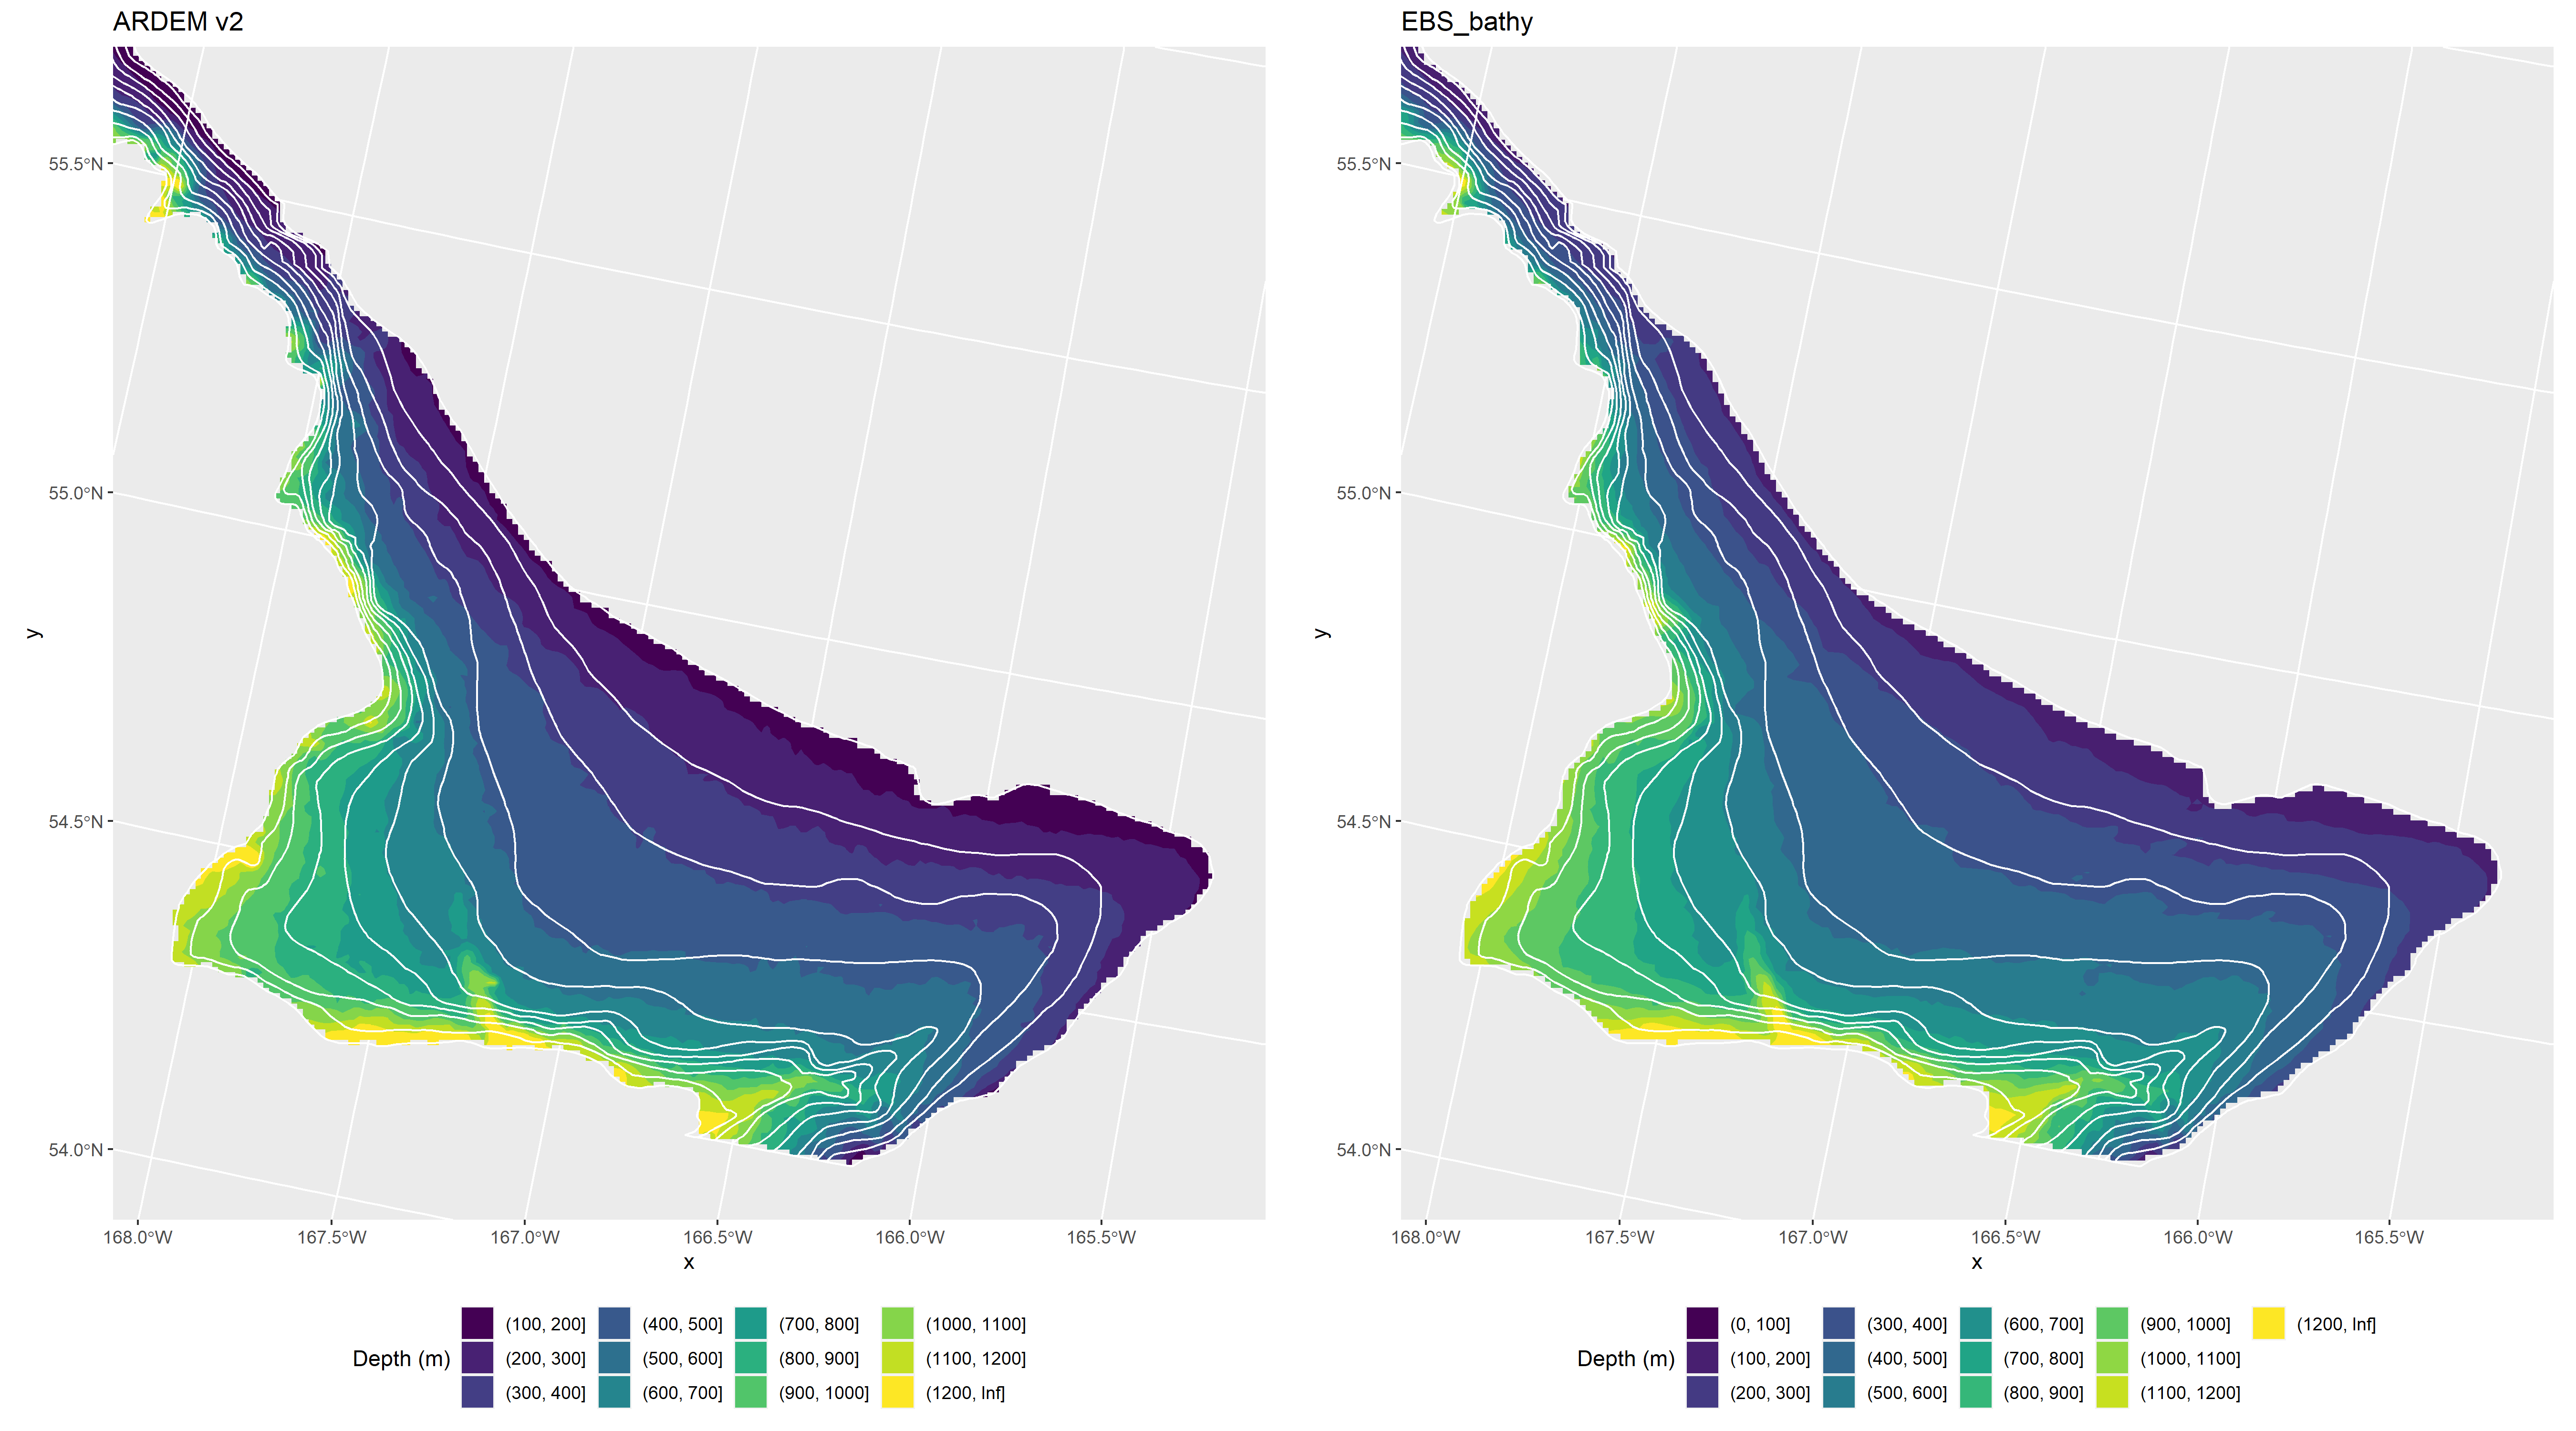 ARDEM v2
EBS_bathy
55.5°N
55.0°N
54.5°N
54.0°N
y
168.0°W 167.5°W 167.0°W 166.5°W 166.0°W 165.5°W
x
55.5°N
55.0°N
54.5°N
54.0°N
y
168.0°W 167.5°W 167.0°W 166.5°W 166.0°W 165.5°W
x
Depth (m)
(100, 200] (400, 500] (700, 800] (1000, 1100]
(200, 300] (500, 600] (800, 900] (1100, 1200]
(300, 400] (600, 700] (900, 1000] (1200, Inf]
Depth (m)
(0, 100] (300, 400] (600, 700] (900, 1000] (1200, Inf]
(100, 200] (400, 500] (700, 800] (1000, 1100]
(200, 300] (500, 600] (800, 900] (1100, 1200]